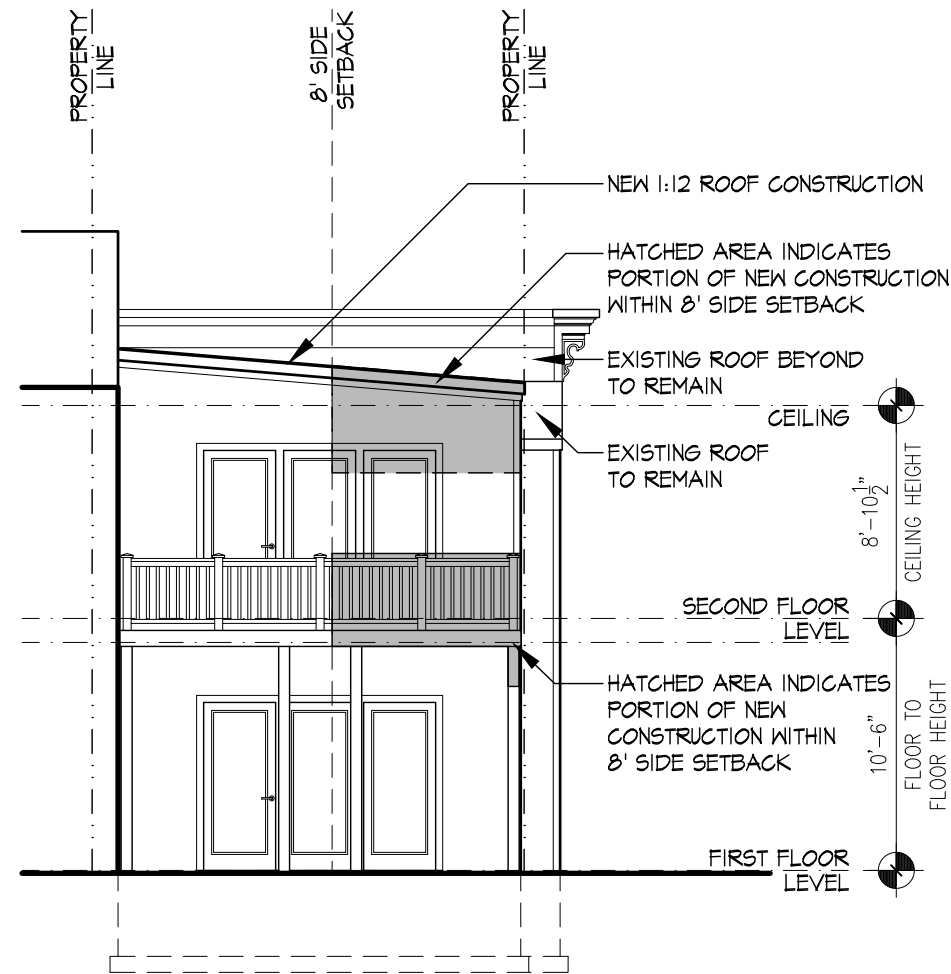 PROPERTY
LINE
8' SIDE
SETBACK
PROPERTY
LINE
NEW 1:12 ROOF CONSTRUCTION
HATCHED AREA INDICATES
PORTION OF NEW CONSTRUCTION
WITHIN 8' SIDE SETBACK
EXISTING ROOF BEYOND
TO REMAIN
CEILING
EXISTING ROOF
TO REMAIN
8'-10 1/2"
CEILING HEIGHT
SECOND FLOOR
LEVEL
HATCHED AREA INDICATES
PORTION OF NEW
CONSTRUCTION WITHIN
8' SIDE SETBACK
10'-6"
FLOOR TO
FLOOR HEIGHT
FIRST FLOOR
LEVEL